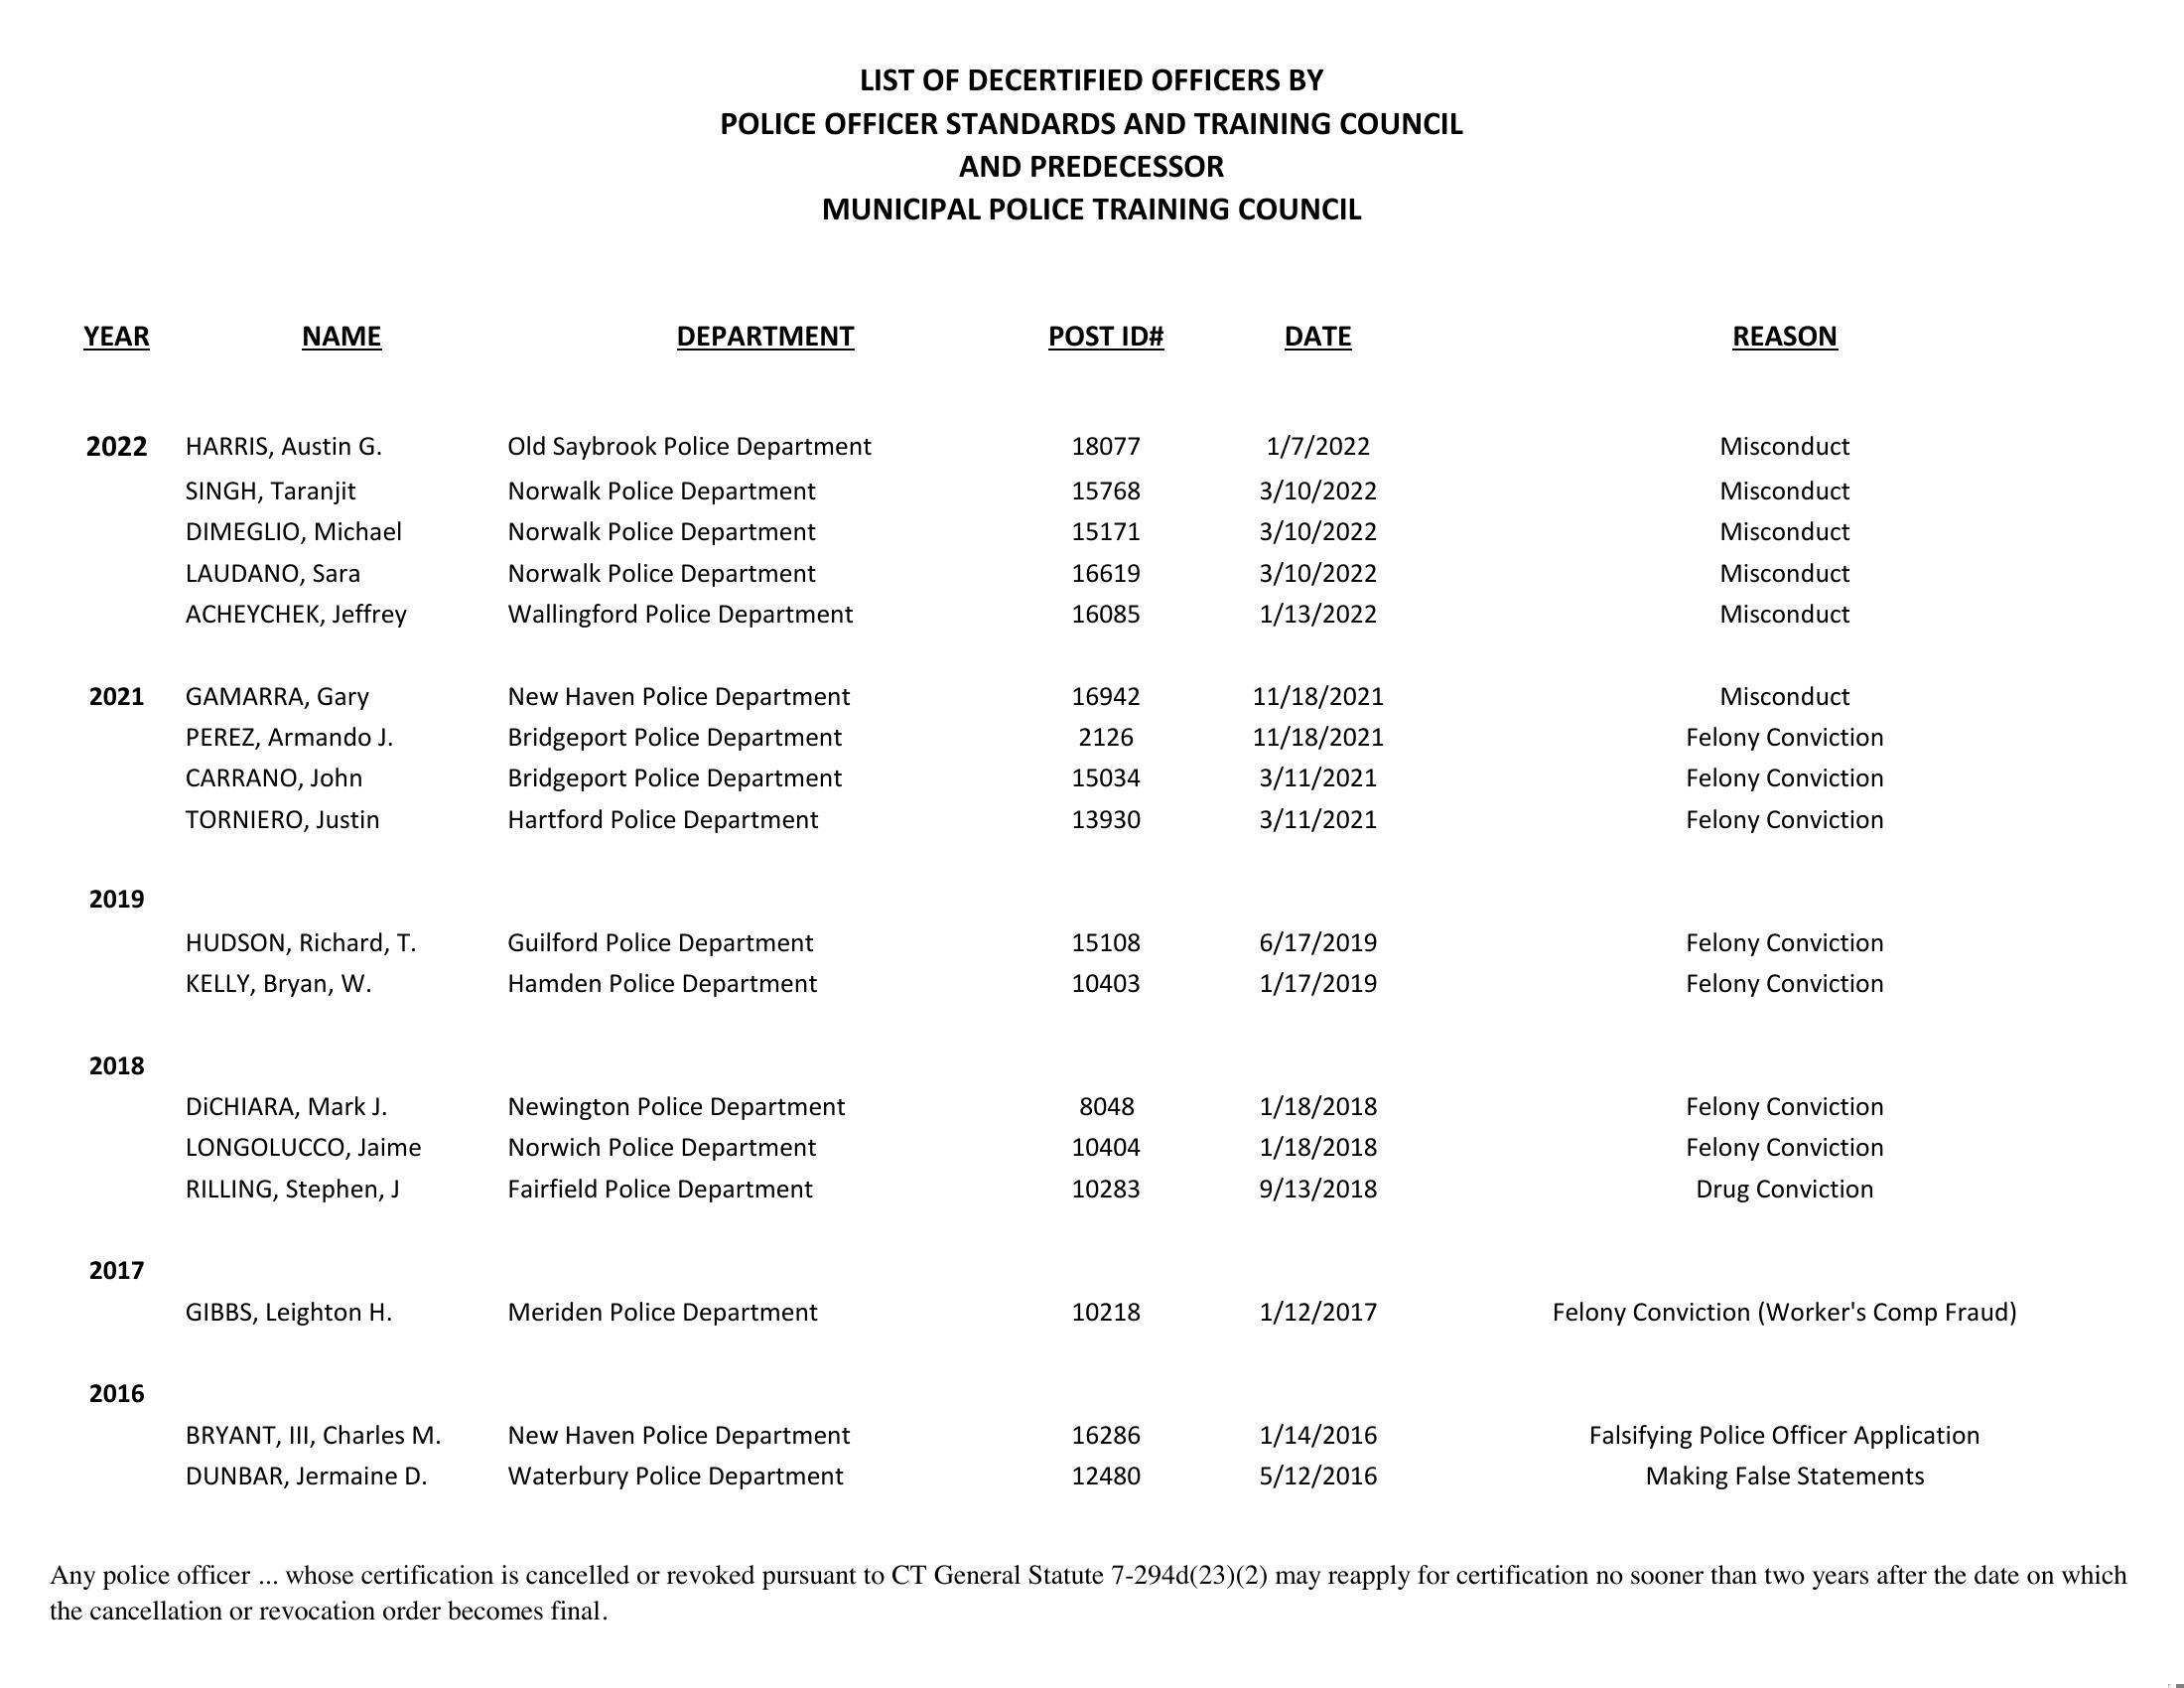 LIST OF DECERTIFIED OFFICERS BY
POLICE OFFICER STANDARDS AND TRAINING COUNCIL
AND PREDECESSOR
MUNICIPAL POLICE TRAINING COUNCIL
YEAR NAME DEPARTMENT POST ID# DATE REASON
2022 HARRIS, Austin G. Old Saybrook Police Department 18077 1/7/2022 Misconduct
SINGH, Taranjit Norwalk Police Department 15768 3/10/2022 Misconduct
DIMEGLIO, Michael Norwalk Police Department 15171 3/10/2022 Misconduct
LAUDANO, Sara Norwalk Police Department 16619 3/10/2022 Misconduct
ACHEYCHEK, Jeffrey Wallingford Police Department 16085 1/13/2022 Misconduct
2021 GAMARRA, Gary New Haven Police Department 16942 11/18/2021 Misconduct
PEREZ, Armando J. Bridgeport Police Department 2126 11/18/2021 Felony Conviction
CARRANO, John Bridgeport Police Department 15034 3/11/2021 Felony Conviction
TORNIERO, Justin Hartford Police Department 13930 3/11/2021 Felony Conviction
2019
HUDSON, Richard, T. Guilford Police Department 15108 6/17/2019 Felony Conviction
KELLY, Bryan, W. Hamden Police Department 10403 1/17/2019 Felony Conviction
2018
DiCHIARA, Mark J. Newington Police Department 8048 1/18/2018 Felony Conviction
LONGOLUCCO, Jaime Norwich Police Department 10404 1/18/2018 Felony Conviction
RILLING, Stephen, J Fairfield Police Department 10283 9/13/2018 Drug Conviction
2017
GIBBS, Leighton H. Meriden Police Department 10218 1/12/2017 Felony Conviction (Worker's Comp Fraud)
2016
BRYANT, III, Charles M. New Haven Police Department 16286 1/14/2016 Falsifying Police Officer Application
DUNBAR, Jermaine D. Waterbury Police Department 12480 5/12/2016 Making False Statements
Any police officer ... whose certification is cancelled or revoked pursuant to CT General Statute 7-294d(23)(2) may reapply for certification no sooner than two years after the date on which
the cancellation or revocation order becomes final.